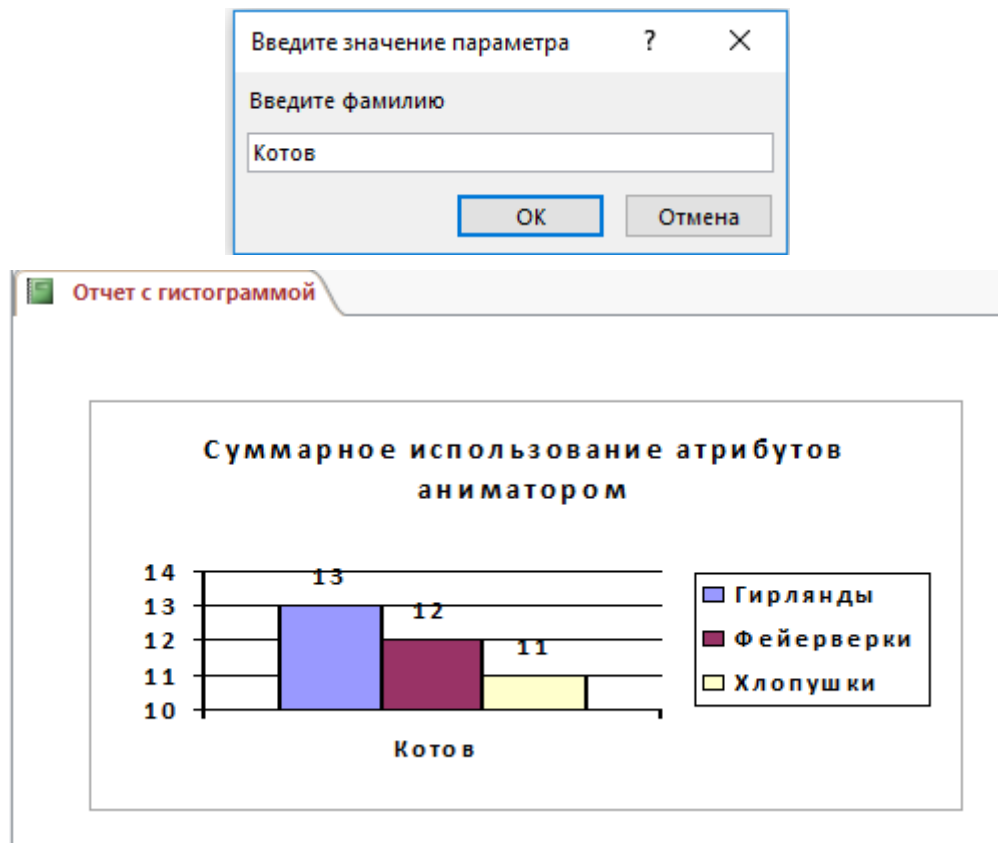 Введите значение параметра ? ×
Введите фамилию
Котов
ОК Отмена
Отчет с гистограммой
Суммарное использование атрибутов
аниматором
14
13
12
11
10
13
12
11
Котов
Гирлянды
Фейерверки
Хлопушки